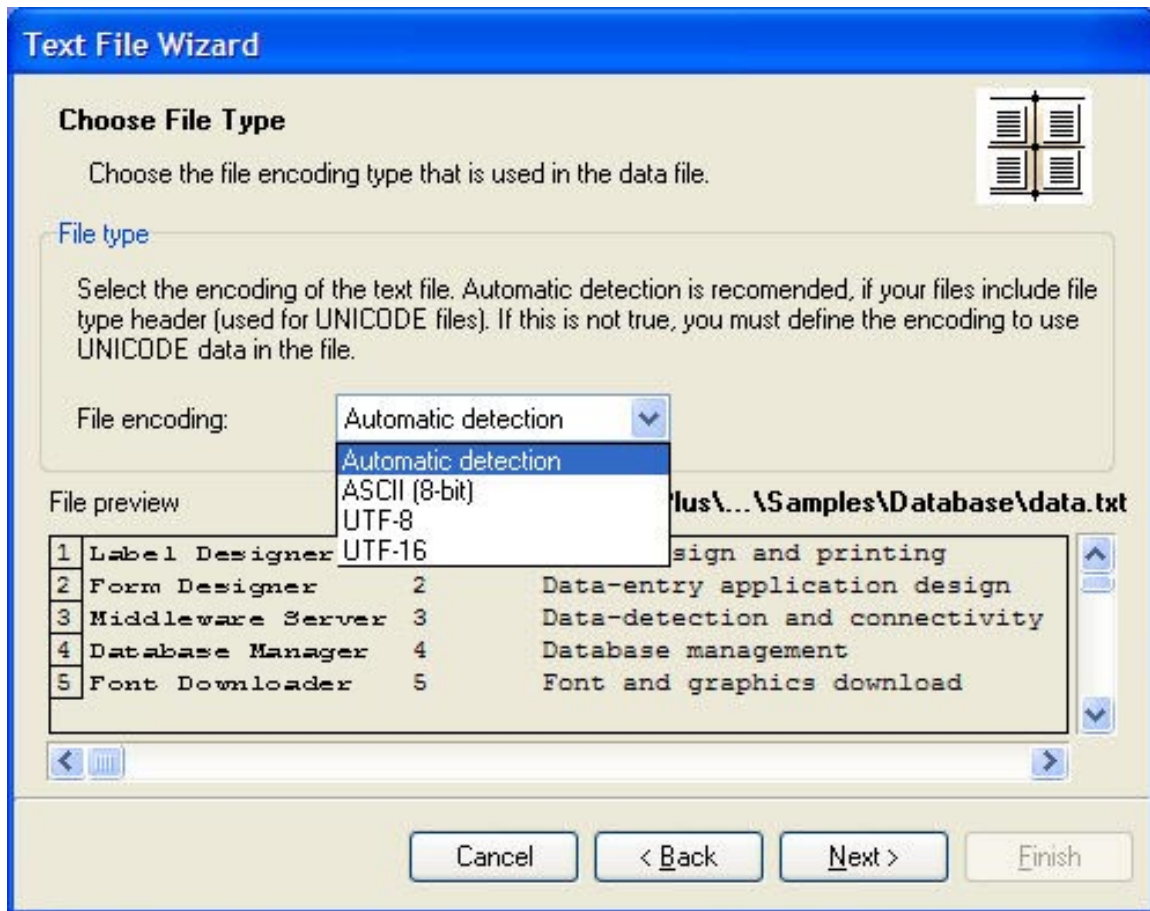 Text File Wizard
Choose File Type
Choose the file encoding type that is used in the data file.
File type
Select the encoding of the text file. Automatic detection is recomended, if your files include file
type header (used for UNICODE files). If this is not true, you must define the encoding to use
UNICODE data in the file.
File encoding: Automatic detection
Automatic detection
ASCII (8-bit)
UTF-8
UTF-16
File preview \...\Samples\Database\data.txt
1 Label Designer and printing
2 Form Designer 2 Data-entry application design
3 Middleware Server 3 Data-detection and connectivity
4 Database Manager 4 Database management
5 Font Downloader 5 Font and graphics download
Cancel < Back Next > Finish